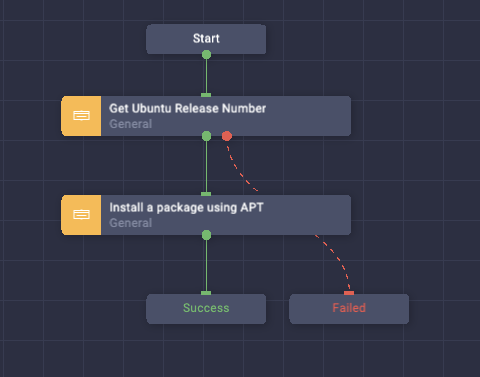 Start
Get Ubuntu Release Number
General
Install a package using APT
General
Success
Failed